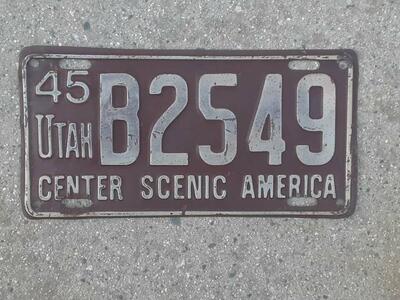 45
UTAH B2549
CENTER SCENIC AMERICA